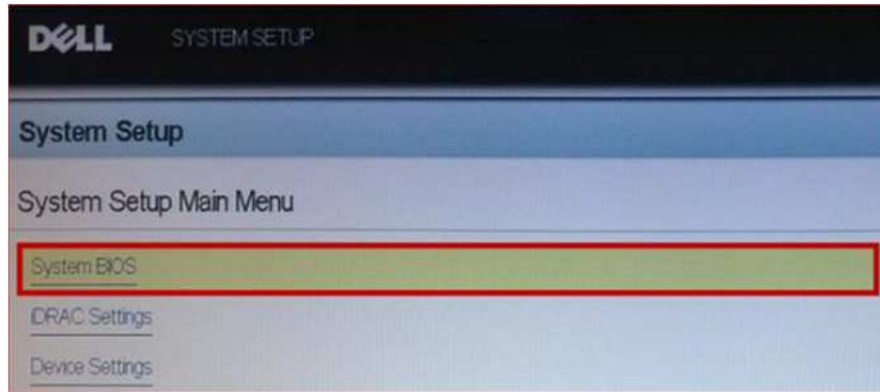 DELL SYSTEM SETUP
System Setup
System Setup Main Menu
System BIOS
iDRAC Settings
Device Settings